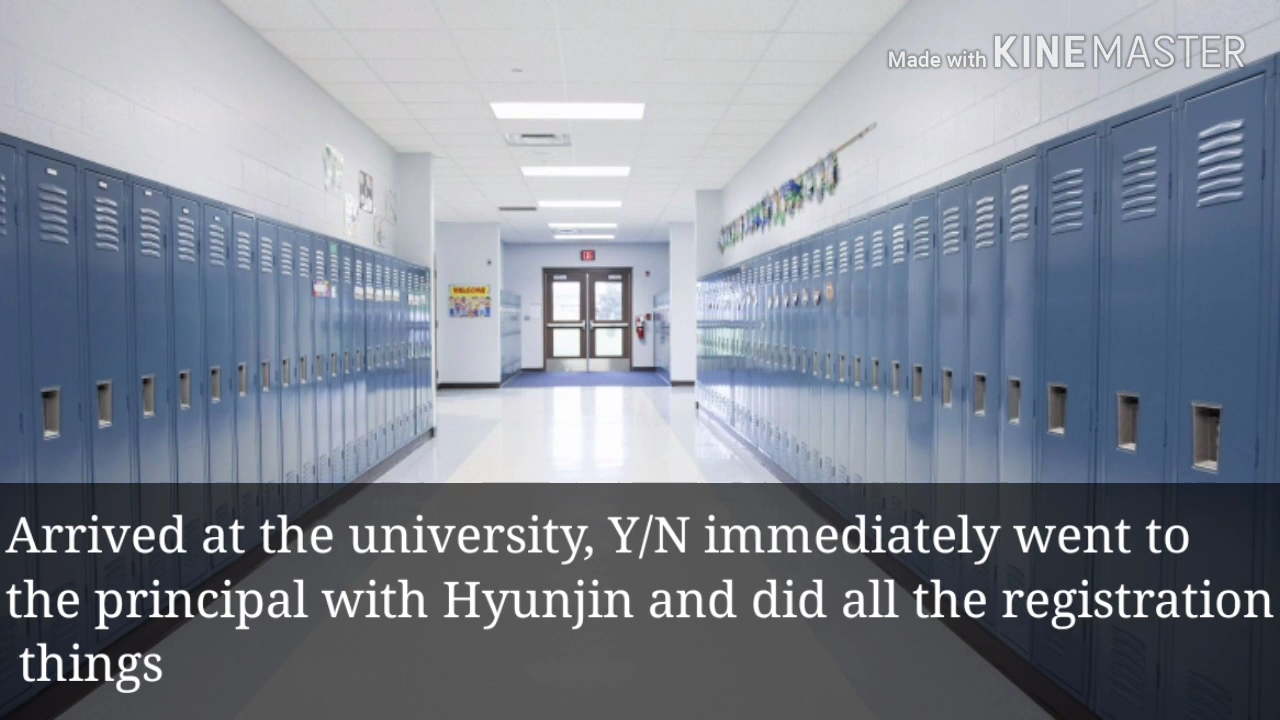 Made with KINEMASTER
WELCOME
Arrived at the university, Y/N immediately went to
the principal with Hyunjin and did all the registration
things